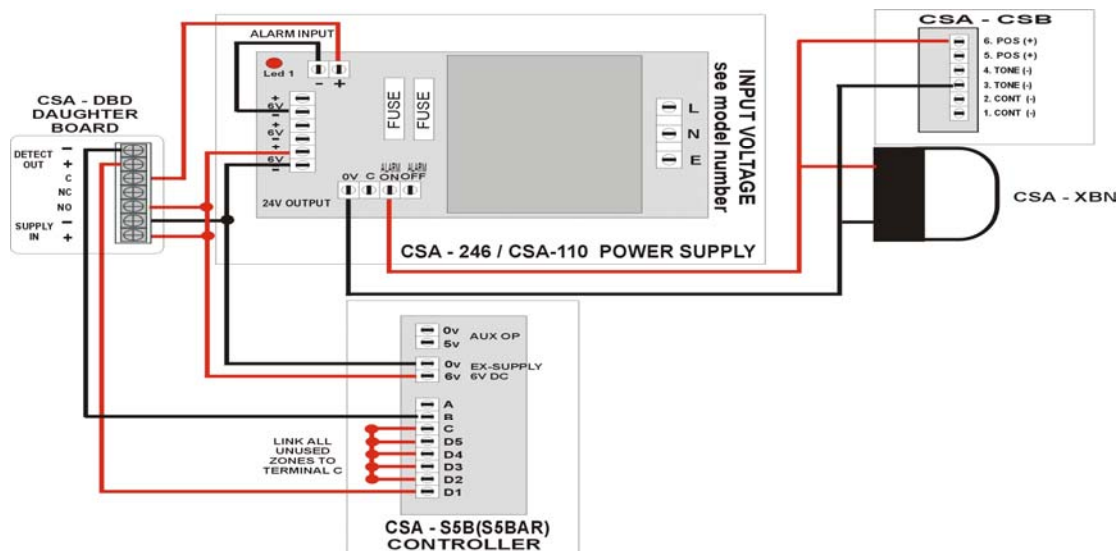 ALARM INPUT
Led 1
- +
FUSE
FUSE
+
6V
-
+
6V
-
+
6V
-
0V C ALARM ON ALARM OFF
24V OUTPUT
INPUT VOLTAGE
see model number
L
N
E
CSA - 246 / CSA-110 POWER SUPPLY
CSA - CSB
6. POS (+)
5. POS (+)
4. TONE (-)
3. TONE (-)
2. CONT (-)
1. CONT (-)
CSA - XBN
CSA - DBD
DAUGHTER
BOARD
DETECT
OUT
-
+
C
NC
NO
SUPPLY
IN
-
+
0v
5v
AUX OP
0v
6v
EX-SUPPLY
6V DC
A
B
C
D5
D4
D3
D2
D1
LINK ALL
UNUSED
ZONES TO
TERMINAL C
CSA - S5B(S5BAR)
CONTROLLER